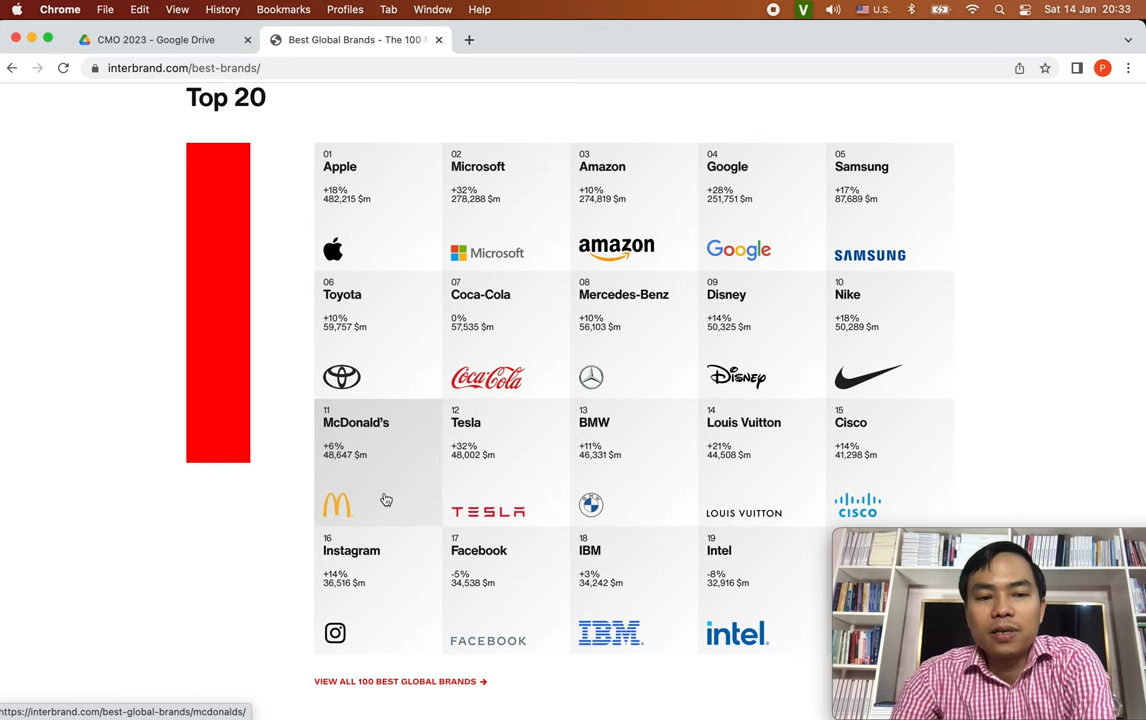 Chrome File Edit View History Bookmarks Profiles Tab Window Help V U.S. Sat 14 Jan 20:33
CMO 2023 - Google Drive Best Global Brands - The 100
interbrand.com/best-brands/ P
Top 20
01 02 03 04 05
Apple Microsoft Amazon Google Samsung
+18% +32% +10% +28% +17%
482,215 $m 278,288 $m 274,819 $m 251,751 $m 87,689 $m
Microsoft amazon Google SAMSUNG
06 07 08 09 10
Toyota Coca-Cola Mercedes-Benz Disney Nike
+10% 0% +10% +14% +18%
59,757 $m 57,535 $m 56,103 $m 50,325 $m 50,289 $m
Coca-Cola Disney
11 12 13 14 15
McDonald's Tesla BMW Louis Vuitton Cisco
+6% +32% +11% +21% +14%
48,647 $m 48,002 $m 46,331 $m 44,508 $m 41,298 $m
TESLA LOUIS VUITTON CISCO
16 17 18 19
Instagram Facebook IBM Intel
+14% -5% +3% -8%
36,516 $m 34,538 $m 34,242 $m 32,916 $m
FACEBOOK IBM intel
VIEW ALL 100 BEST GLOBAL BRANDS
https://interbrand.com/best-global-brands/mcdonalds/